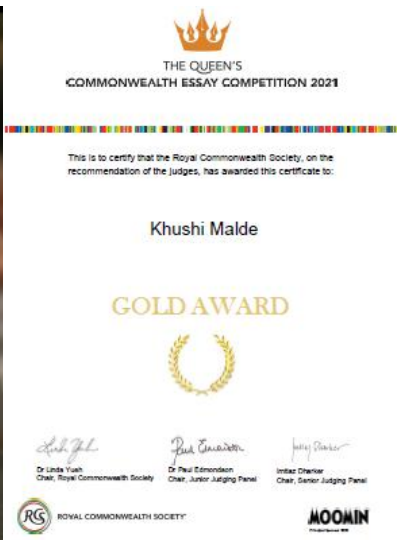 THE QUEEN'S
COMMONWEALTH ESSAY COMPETITION 2021
This is to certify that the Royal Commonwealth Society, on the
recommendation of the judges, has awarded this certificate to:
Khushi Malde
GOLD AWARD
Dr Linda Yueh
Chair, Royal Commonwealth Society
Dr Paul Edmondson
Chair, Junior Judging Panel
Imtiaz Dharker
Chair, Senior Judging Panel
RCS
ROYAL COMMONWEALTH SOCIETY
MOOMIN